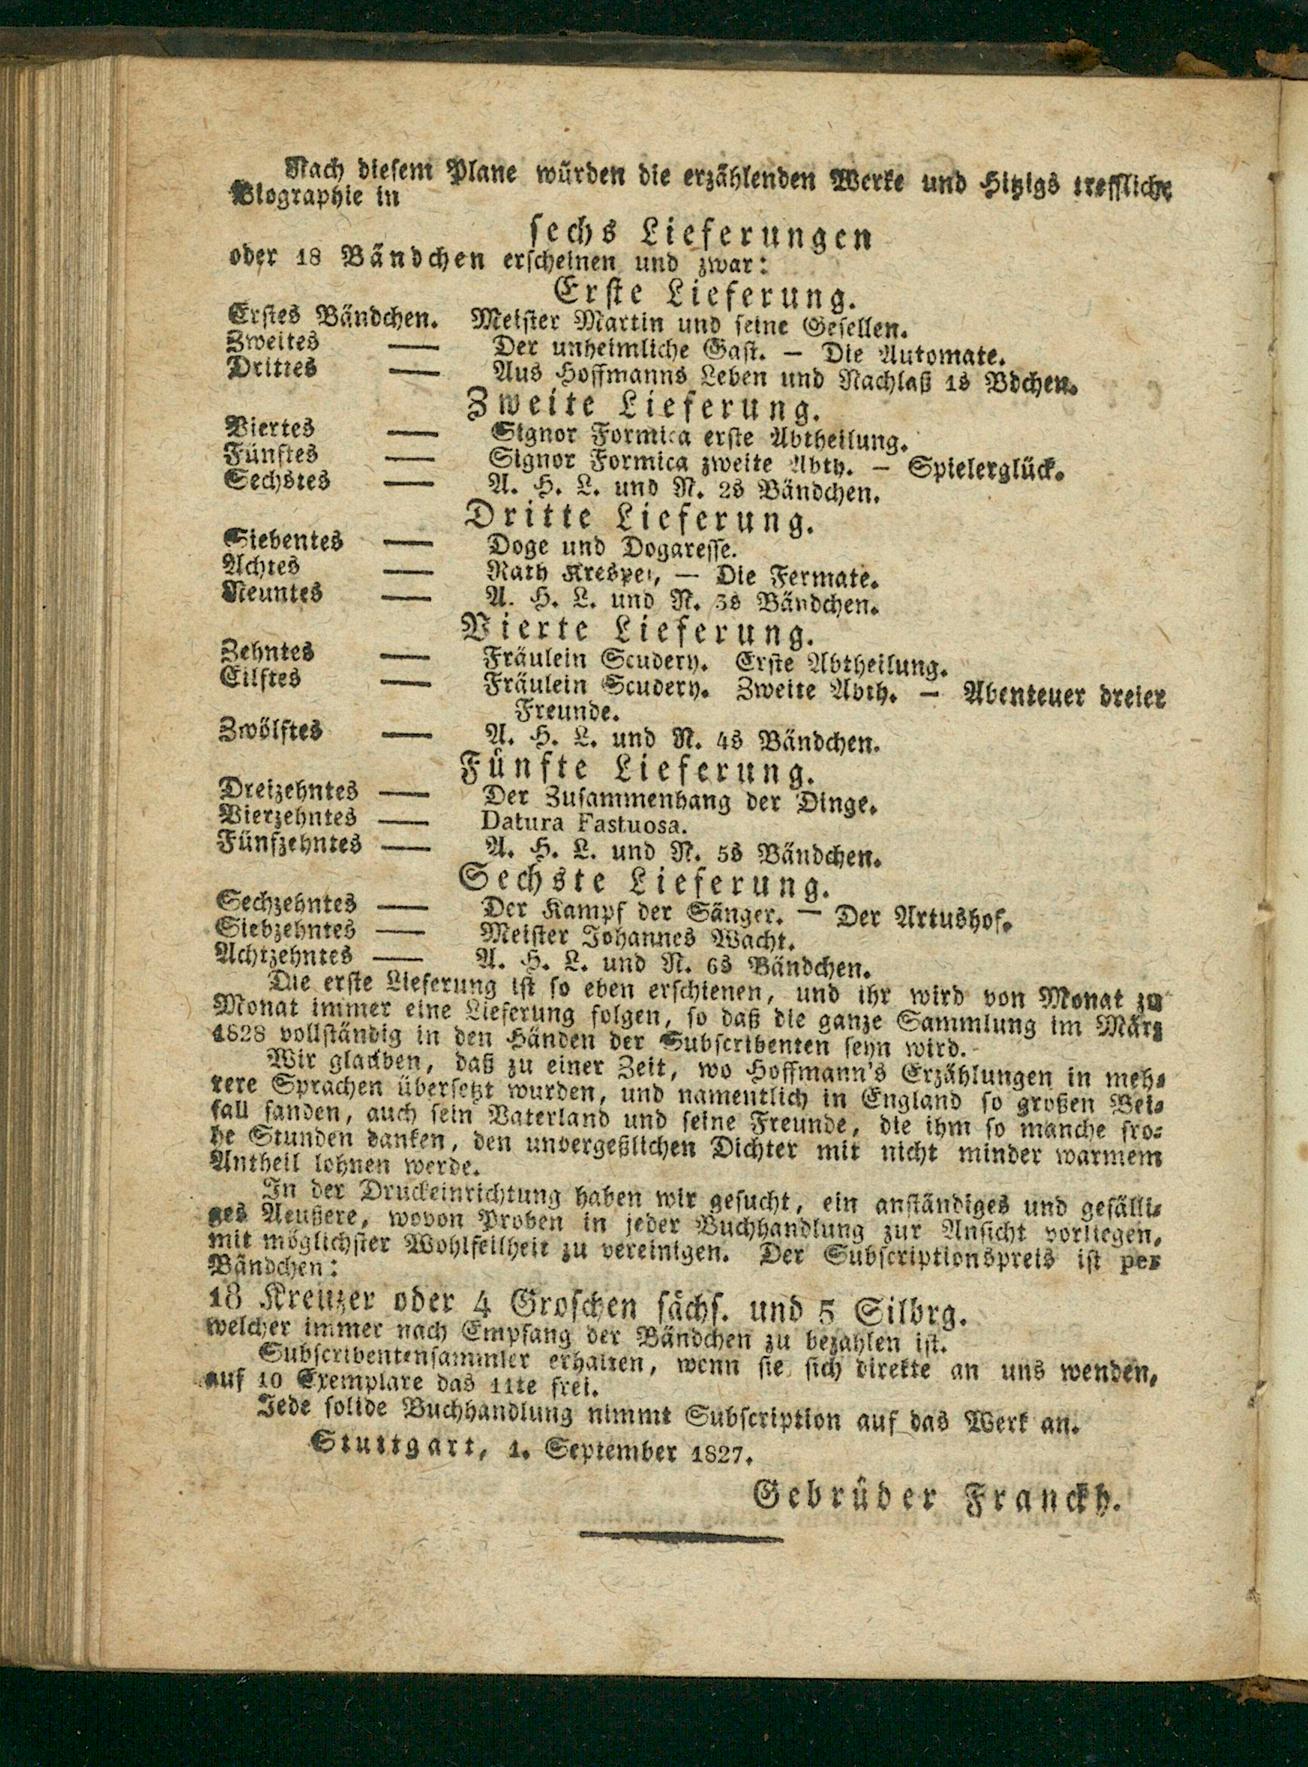 Nach diesem Plane würden die erzählenden Werke und Hitzigs treffliche
Biographie in
sechs Lieferungen
oder 18 Bändchen erscheinen und zwar:
Erste Lieferung.
Erstes Bändchen. Meister Martin und seine Gesellen.
Zweites — Der unheimliche Gast. — Die Automate.
Drittes — Aus Hoffmanns Leben und Nachlaß 1s Bdchen.
Zweite Lieferung.
Viertes — Signor Formica erste Abtheilung.
Fünftes — Signor Formica zweite Abth. — Spielerglück.
Sechstes — A. H. L. und N. 2s Bändchen.
Dritte Lieferung.
Siebentes — Doge und Dogaresse.
Achtes — Rath Krespel, — Die Fermate.
Neuntes — A. H. L. und N. 3s Bändchen.
Vierte Lieferung.
Zehntes — Fräulein Scudery. Erste Abtheilung.
Eilftes — Fräulein Scudery. Zweite Abth. — Abenteuer dreier
Freunde.
Zwölftes — A. H. L. und N. 4s Bändchen.
Fünfte Lieferung.
Dreizehntes — Der Zusammenhang der Dinge.
Vierzehntes — Datura Fastuosa.
Fünfzehntes — A. H. L. und N. 5s Bändchen.
Sechste Lieferung.
Sechzehntes — Der Kampf der Sänger. — Der Artushof.
Siebzehntes — Meister Johannes Wacht.
Achtzehntes — A. H. L. und N. 6s Bändchen.
Die erste Lieferung ist so eben erschienen, und ihr wird von Monat zu
Monat immer eine Lieferung folgen, so daß die ganze Sammlung im März
1828 vollständig in den Händen der Subscribenten seyn wird.
Wir glauben, daß zu einer Zeit, wo Hoffmann's Erzählungen in meh-
rere Sprachen übersetzt wurden, und namentlich in England so großen Bei-
fall fanden, auch sein Vaterland und seine Freunde, die ihm so manche fro-
he Stunden danken, den unvergeßlichen Dichter mit nicht minder warmem
Antheil lohnen werde.
In der Druckeinrichtung haben wir gesucht, ein anständiges und gefälli-
ges Aeußere, wovon Proben in jeder Buchhandlung zur Ansicht vorliegen,
mit möglichster Wohlfeilheit zu vereinigen. Der Subscriptionspreis ist per
Bändchen:
18 Kreuzer oder 4 Groschen sächs. und 5 Silbrg.
welcher immer nach Empfang der Bändchen zu bezahlen ist.
Subscribentensammler erhalten, wenn sie sich direkte an uns wenden,
auf 10 Exemplare das 11te frei.
Jede solide Buchhandlung nimmt Subscription auf das Werk an.
Stuttgart, 1. September 1827.
Gebrüder Franckh.